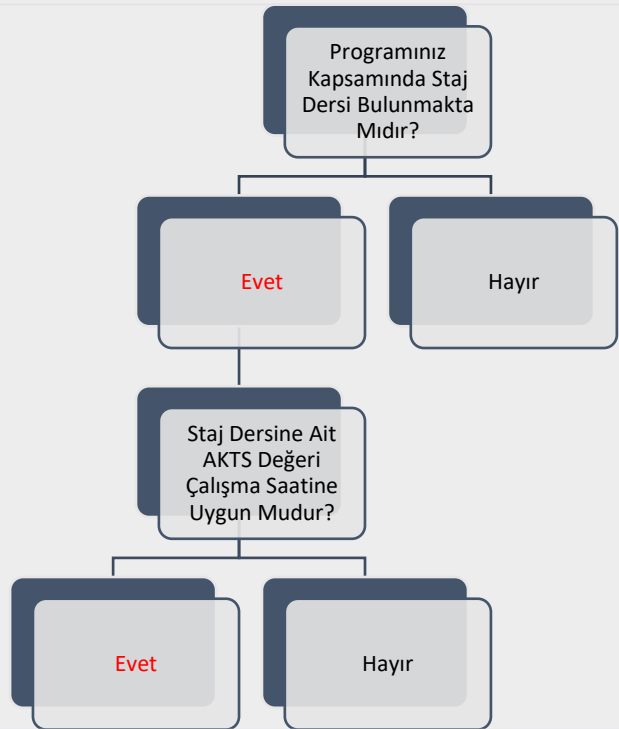 Programınız
Kapsamında Staj
Dersi Bulunmakta
Mıdır?
Evet
Hayır
Staj Dersine Ait
AKTS Değeri
Çalışma Saatine
Uygun Mudur?
Evet
Hayır